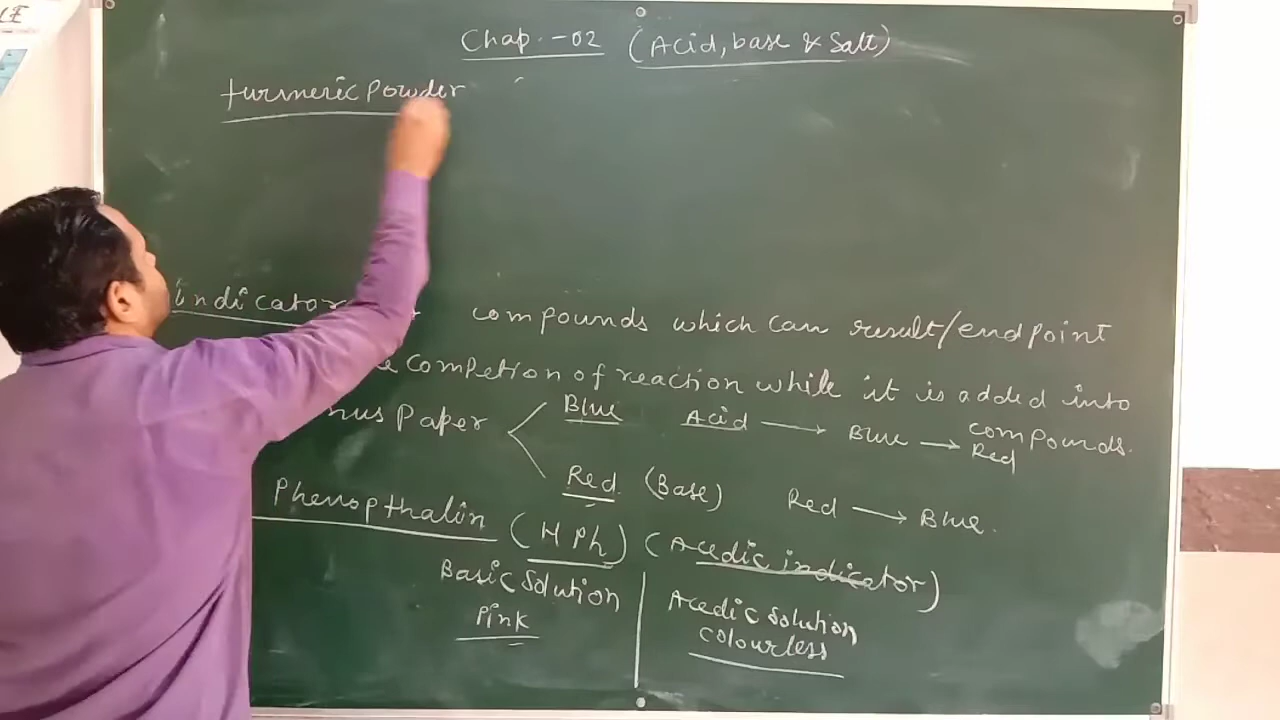 CE
Chap.-02 (Acid, base & Salt)
turmeric Powder
indicator compounds which can result/endpoint
competion of reaction while it is added into
compounds.
Paper Blue Acid → Blue → Red
Red (Base) Red → Blue.
Phenopthalin (HPh) (Acedic indicator)
Basic Solution
Pink
Acedic Solution
colourless